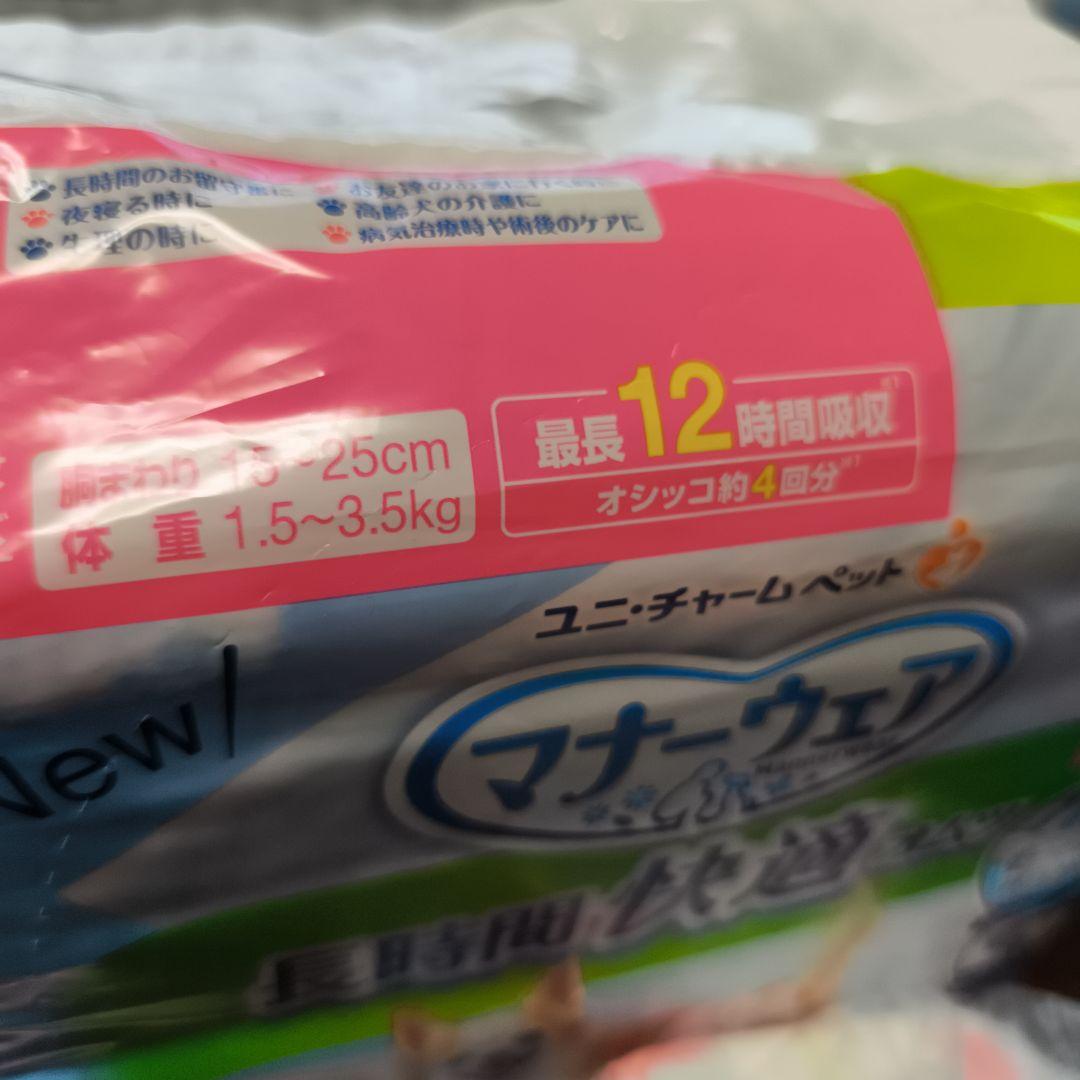 長時間のお留守番に
夜寝る時に
生理の時に
お友達のお家に行く時に
高齢犬の介護に
病気治療時や術後のケアに
胴まわり 15~25cm
体 重 1.5~3.5kg
最長12時間吸収※1
オシッコ約4回分※1
ユニ・チャーム ペット
マナーウェア
New
長時間快適